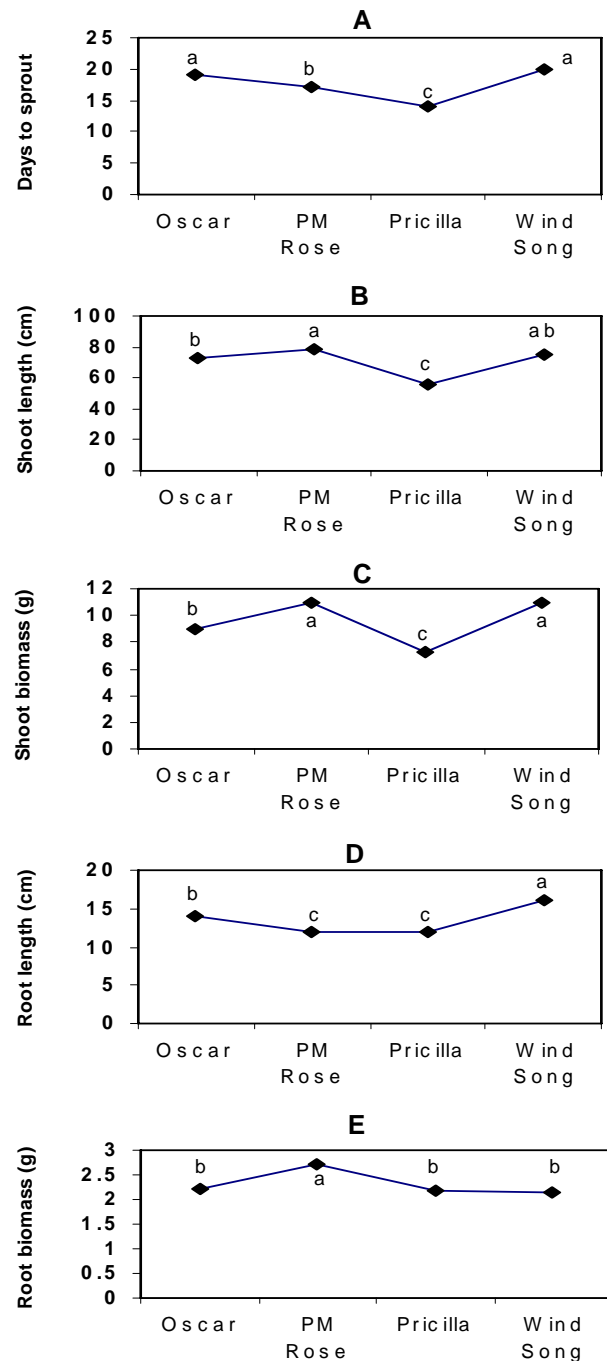 A
Days to sprout
25
20
15
10
5
0
a
b
c
a
Oscar
PM
Rose
Pricilla
Wind
Song
B
Shoot length (cm)
100
80
60
40
20
0
b
a
c
ab
Oscar
PM
Rose
Pricilla
Wind
Song
C
Shoot biomass (g)
12
10
8
6
4
2
0
b
a
c
a
Oscar
PM
Rose
Pricilla
Wind
Song
D
Root length (cm)
20
15
10
5
0
b
c
c
a
Oscar
PM
Rose
Pricilla
Wind
Song
E
Root biomass (g)
3
2.5
2
1.5
1
0.5
0
b
a
b
b
Oscar
PM
Rose
Pricilla
Wind
Song